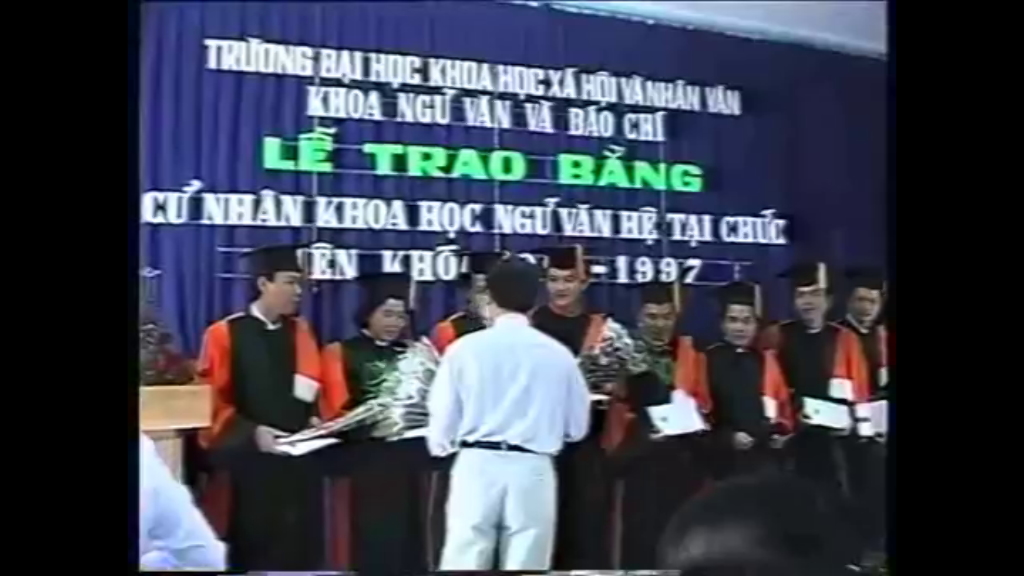 TRƯỜNG ĐẠI HỌC KHOA HỌC XÃ HỘI VÀ NHÂN VĂN
KHOA NGỮ VĂN VÀ BÁO CHÍ
LỄ TRAO BẰNG
CỬ NHÂN KHOA HỌC NGỮ VĂN HỆ TẠI CHỨC
1997